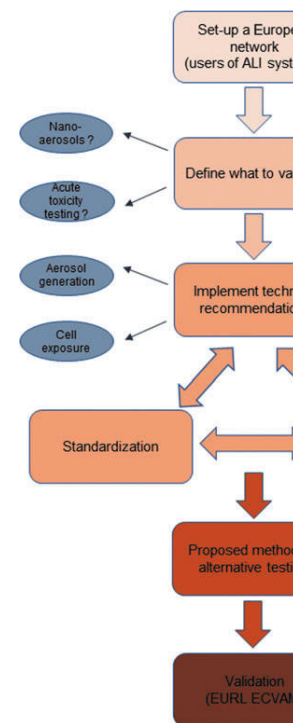 Set-up a Europe
network
(users of ALI syst
Nano-
aerosols ?
Define what to va
Acute
toxicity
testing ?
Aerosol
generation
Implement techn
recommendatio
Cell
exposure
Standardization
Proposed metho
alternative testi
Validation
(EURL ECVAM